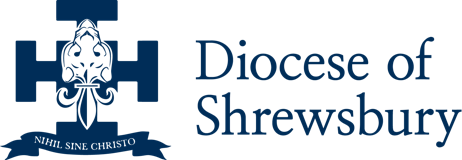 Diocese of
Shrewsbury
NIHIL SINE CHRISTO